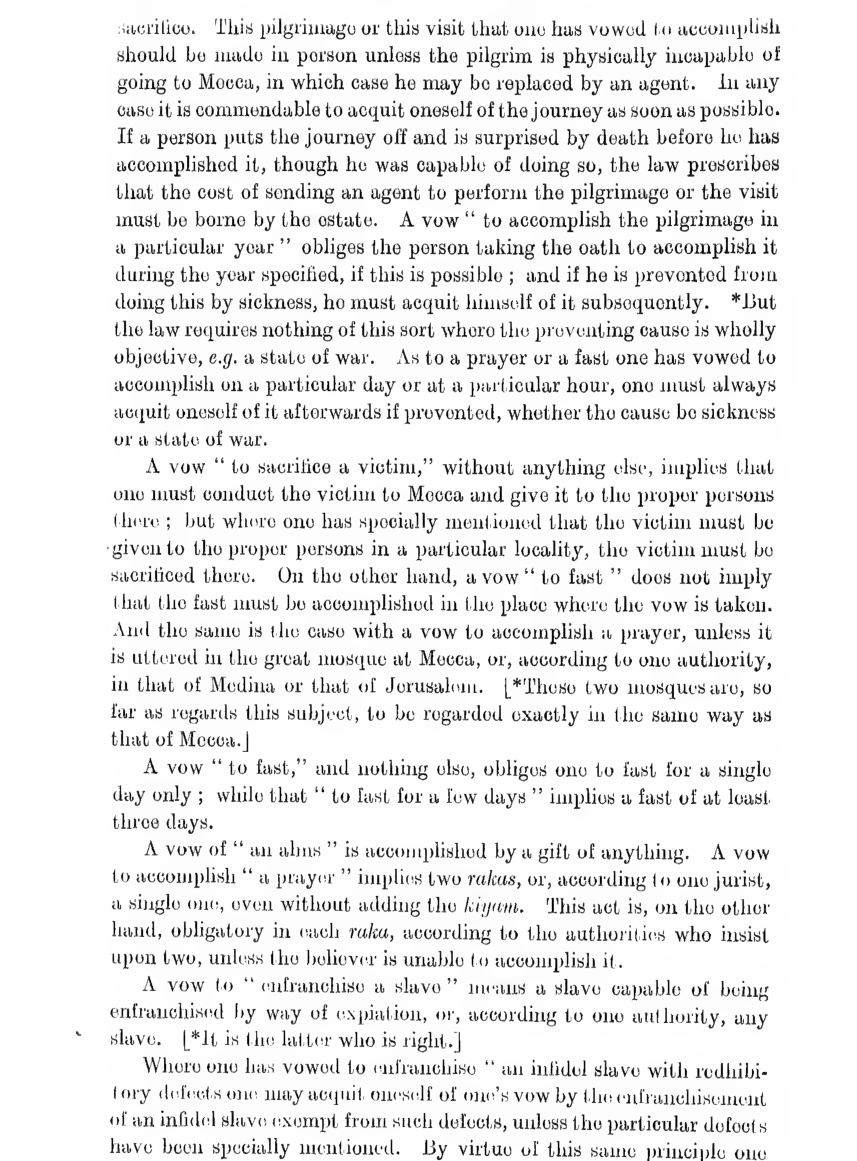 sacrifice. This pilgrimage or this visit that one has vowed to accomplish
should be made in person unless the pilgrim is physically incapable of
going to Mecca, in which case he may be replaced by an agent. In any
case it is commendable to acquit oneself of the journey as soon as possible.
If a person puts the journey off and is surprised by death before he has
accomplished it, though he was capable of doing so, the law prescribes
that the cost of sending an agent to perform the pilgrimage or the visit
must be borne by the estate. A vow “ to accomplish the pilgrimage in
a particular year ” obliges the person taking the oath to accomplish it
during the year specified, if this is possible ; and if he is prevented from
doing this by sickness, he must acquit himself of it subsequently. *But
the law requires nothing of this sort where the preventing cause is wholly
objective, e.g. a state of war. As to a prayer or a fast one has vowed to
accomplish on a particular day or at a particular hour, one must always
acquit oneself of it afterwards if prevented, whether the cause be sickness
or a state of war.
A vow “ to sacrifice a victim,” without anything else, implies that
one must conduct the victim to Mecca and give it to the proper persons
there ; but where one has specially mentioned that the victim must be
given to the proper persons in a particular locality, the victim must be
sacrificed there. On the other hand, a vow “ to fast ” does not imply
that the fast must be accomplished in the place where the vow is taken.
And the same is the case with a vow to accomplish a prayer, unless it
is uttered in the great mosque at Mecca, or, according to one authority,
in that of Medina or that of Jerusalem. [*These two mosques are, so
far as regards this subject, to be regarded exactly in the same way as
that of Mecca.]
A vow “ to fast,” and nothing else, obliges one to fast for a single
day only ; while that “ to fast for a few days ” implies a fast of at least
three days.
A vow of “ an alms ” is accomplished by a gift of anything. A vow
to accomplish “ a prayer ” implies two rakas, or, according to one jurist,
a single one, even without adding the kiyam. This act is, on the other
hand, obligatory in each raka, according to the authorities who insist
upon two, unless the believer is unable to accomplish it.
A vow to “ enfranchise a slave ” means a slave capable of being
enfranchised by way of expiation, or, according to one authority, any
slave. [*It is the latter who is right.]
Where one has vowed to enfranchise “ an infidel slave with redhibi-
tory defects one may acquit oneself of one’s vow by the enfranchisement
of an infidel slave exempt from such defects, unless the particular defects
have been specially mentioned. By virtue of this same principle one